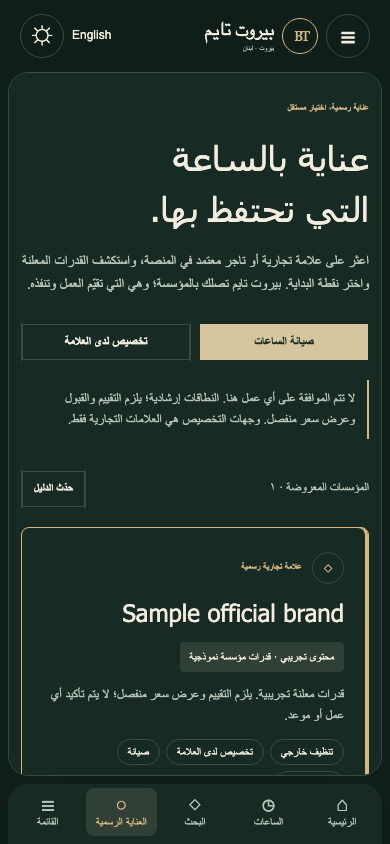 بيروت تايم
بيروت · لبنان
BT
English
عناية رسمية، اختيار مستقل
عناية بالساعة
التي تحتفظ بها.
اعثر على علامة تجارية أو تاجر معتمد في المنصة، واستكشف القدرات المعلنة
واختر نقطة البداية. بيروت تايم تصلك بالمؤسسة؛ وهي التي تقيّم العمل وتنفذه.
صيانة الساعات
تخصيص لدى العلامة
لا تتم الموافقة على أي عمل هنا. النطاقات إرشادية؛ يلزم التقييم والقبول
وعرض سعر منفصل. وجهات التخصيص هي العلامات التجارية فقط.
المؤسسات المعروضة · ١
حدّث الدليل
علامة تجارية رسمية
Sample official brand
محتوى تجريبي · قدرات مؤسسة نموذجية
قدرات معلنة تجريبية. يلزم التقييم وعرض سعر منفصل؛ لا يتم تأكيد أي
عمل أو موعد.
تنظيف خارجي
تخصيص لدى العلامة
صيانة
الرئيسية
الساعات
البحث
العناية الرسمية
القائمة